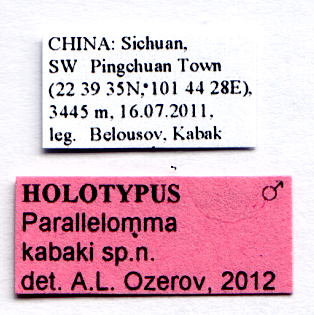 CHINA: Sichuan,
SW Pingchuan Town
(22 39 35N, 101 44 28E),
3445 m, 16.07.2011,
leg. Belousov, Kabak
HOLOTYPUS ♂
Parallelomma
kabaki sp.n.
det. A.L. Ozerov, 2012